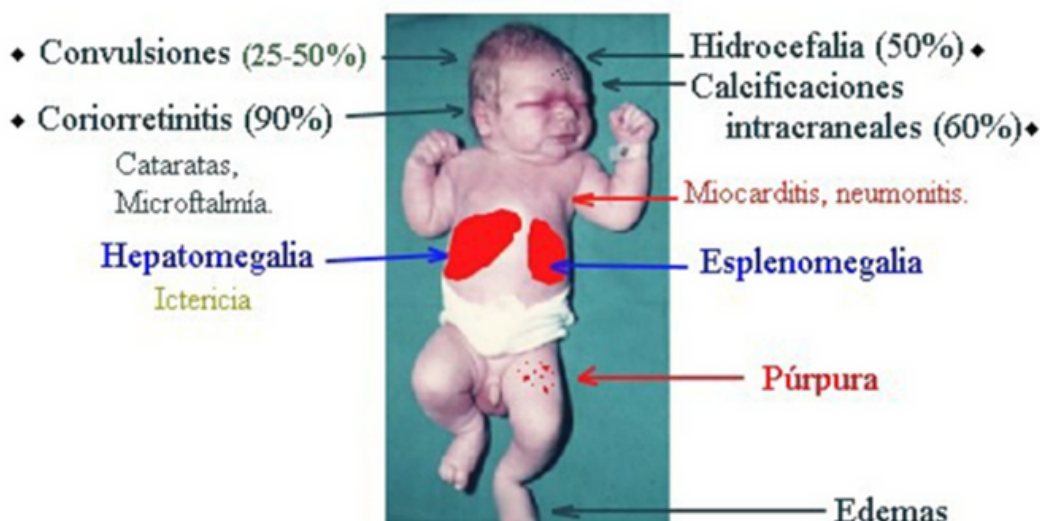 ◆ Convulsiones (25-50%)
◆ Coriorretinitis (90%)
Cataratas,
Microftalmía.
Hepatomegalia
Ictericia
Hidrocefalia (50%) ◆
Calcificaciones
intracraneales (60%) ◆
Miocarditis, neumonitis.
Esplenomegalia
Púrpura
Edemas